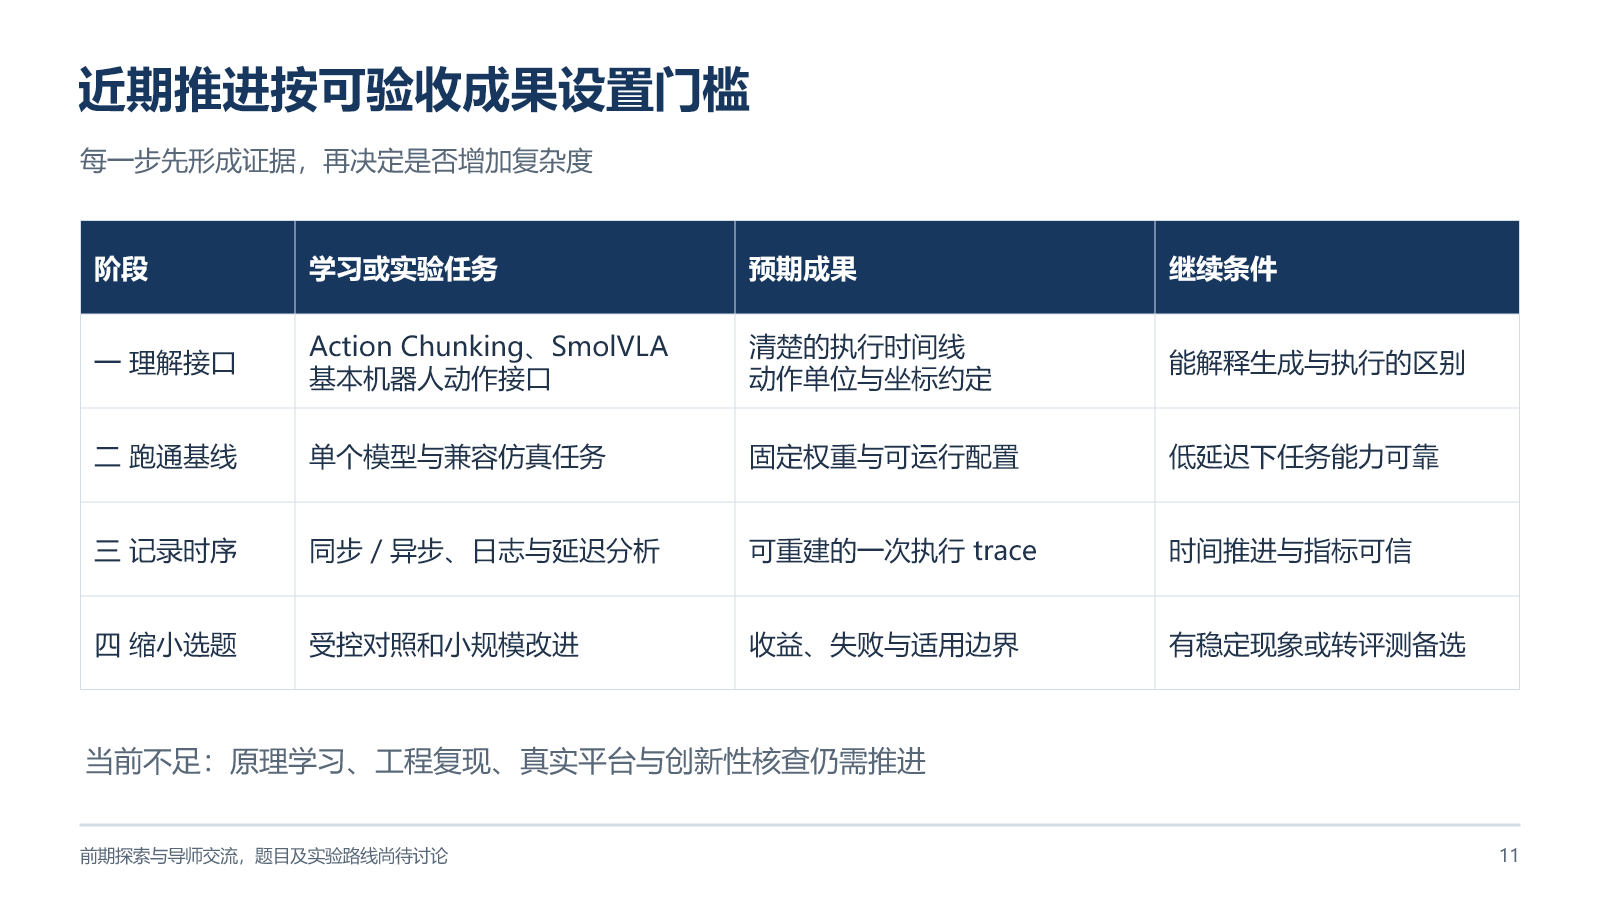 近期推进按可验收成果设置门槛
每一步先形成证据，再决定是否增加复杂度
阶段 学习或实验任务 预期成果 继续条件
一 理解接口 Action Chunking、SmolVLA 基本机器人动作接口 清楚的执行时间线 动作单位与坐标约定 能解释生成与执行的区别
二 跑通基线 单个模型与兼容仿真任务 固定权重与可运行配置 低延迟下任务能力可靠
三 记录时序 同步 / 异步、日志与延迟分析 可重建的一次执行 trace 时间推进与指标可信
四 缩小选题 受控对照和小规模改进 收益、失败与适用边界 有稳定现象或转评测备选
当前不足：原理学习、工程复现、真实平台与创新性核查仍需推进
前期探索与导师交流，题目及实验路线尚待讨论
11